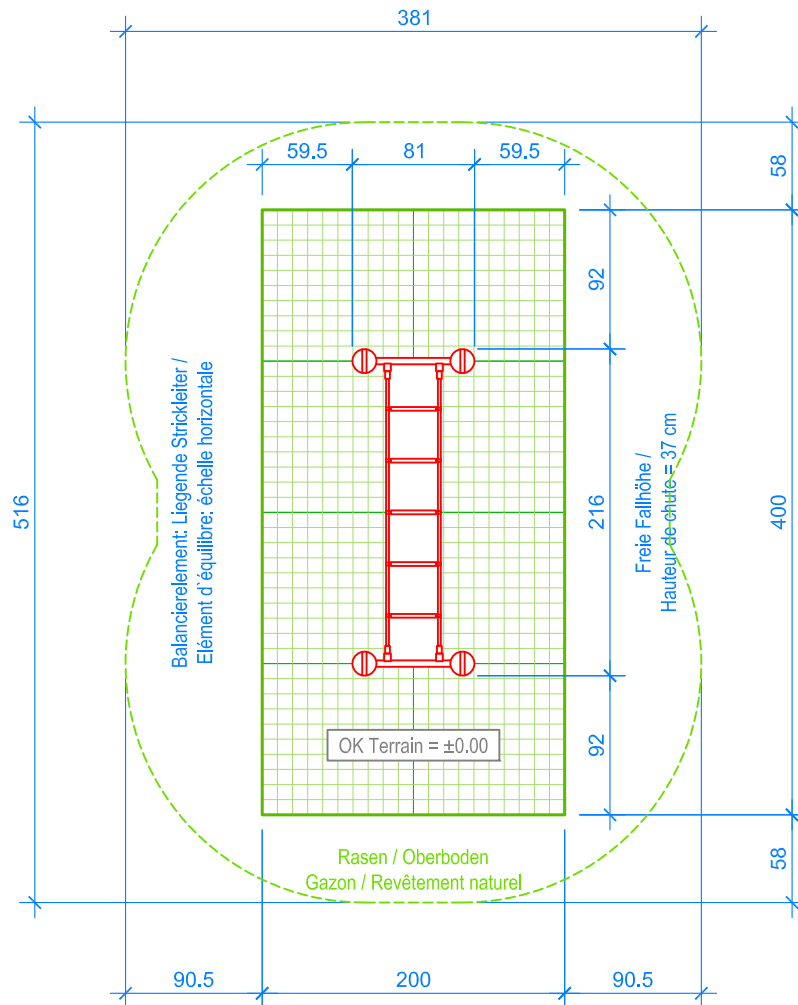 381
59.5
81
59.5
58
92
Balancierelement: Liegende Strickleiter /
Elément d`équilibre: échelle horizontale
516
216
Freie Fallhöhe /
Hauteur de chute = 37 cm
400
92
OK Terrain = ±0.00
58
Rasen / Oberboden
Gazon / Revêtement naturel
90.5
200
90.5